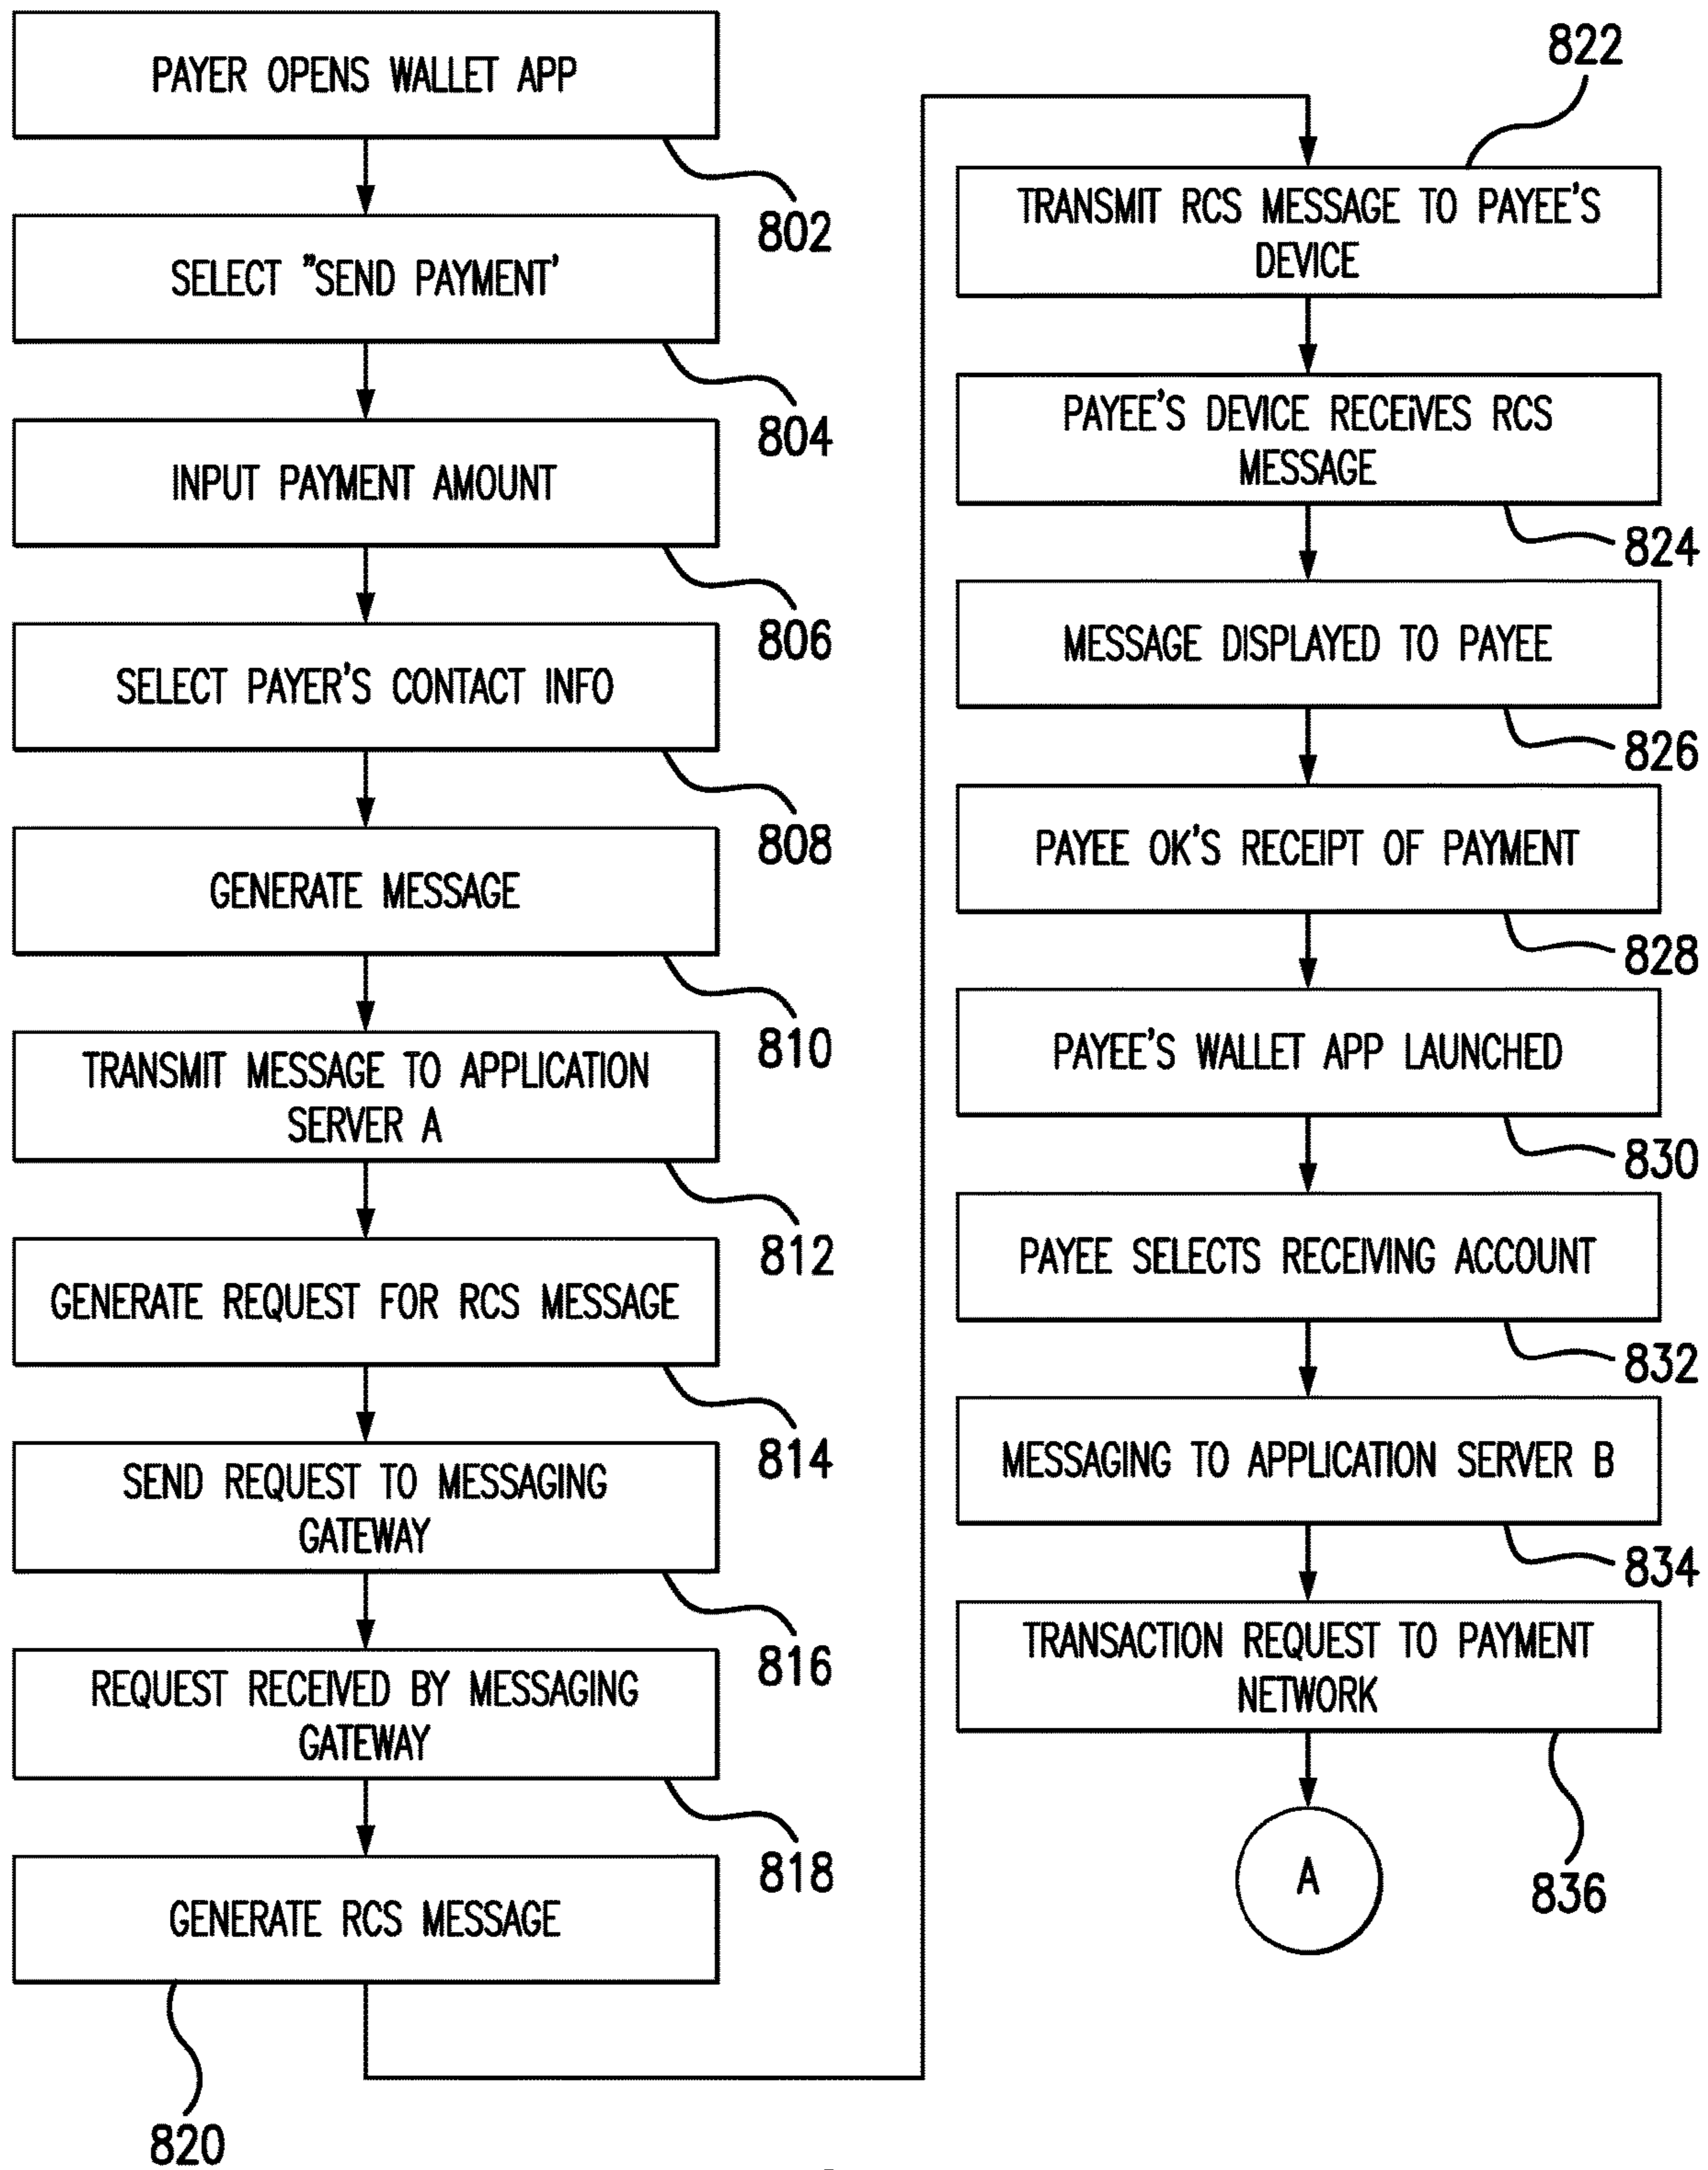 PAYER OPENS WALLET APP
802
SELECT "SEND PAYMENT'
804
INPUT PAYMENT AMOUNT
806
SELECT PAYER'S CONTACT INFO
808
GENERATE MESSAGE
810
TRANSMIT MESSAGE TO APPLICATION
SERVER A
812
GENERATE REQUEST FOR RCS MESSAGE
814
SEND REQUEST TO MESSAGING
GATEWAY
816
REQUEST RECEIVED BY MESSAGING
GATEWAY
818
GENERATE RCS MESSAGE
820
822
TRANSMIT RCS MESSAGE TO PAYEE'S
DEVICE
PAYEE'S DEVICE RECEIVES RCS
MESSAGE
824
MESSAGE DISPLAYED TO PAYEE
826
PAYEE OK'S RECEIPT OF PAYMENT
828
PAYEE'S WALLET APP LAUNCHED
830
PAYEE SELECTS RECEIVING ACCOUNT
832
MESSAGING TO APPLICATION SERVER B
834
TRANSACTION REQUEST TO PAYMENT
NETWORK
836
A